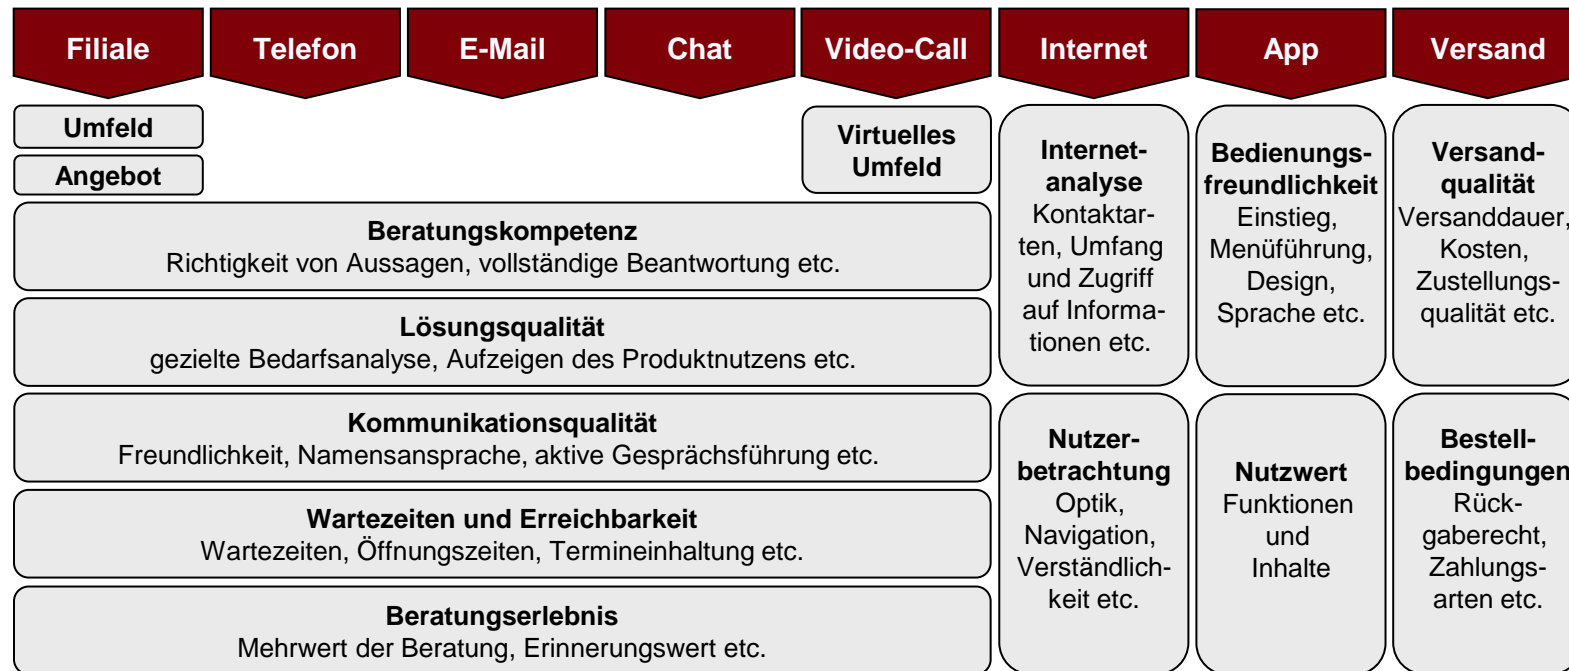 Filiale
Telefon
E-Mail
Chat
Video-Call
Internet
App
Versand
Umfeld
Angebot
Virtuelles
Umfeld
Beratungskompetenz
Richtigkeit von Aussagen, vollständige Beantwortung etc.
Lösungsqualität
gezielte Bedarfsanalyse, Aufzeigen des Produktnutzens etc.
Kommunikationsqualität
Freundlichkeit, Namensansprache, aktive Gesprächsführung etc.
Wartezeiten und Erreichbarkeit
Wartezeiten, Öffnungszeiten, Termineinhaltung etc.
Beratungserlebnis
Mehrwert der Beratung, Erinnerungswert etc.
Internet-
analyse
Kontaktar-
ten, Umfang
und Zugriff
auf Informa-
tionen etc.
Nutzer-
betrachtung
Optik,
Navigation,
Verständlich-
keit etc.
Bedienungs-
freundlichkeit
Einstieg,
Menüführung,
Design,
Sprache etc.
Nutzwert
Funktionen
und
Inhalte
Versand-
qualität
Versanddauer,
Kosten,
Zustellungs-
qualität etc.
Bestell-
bedingungen
Rück-
gaberecht,
Zahlungs-
arten etc.